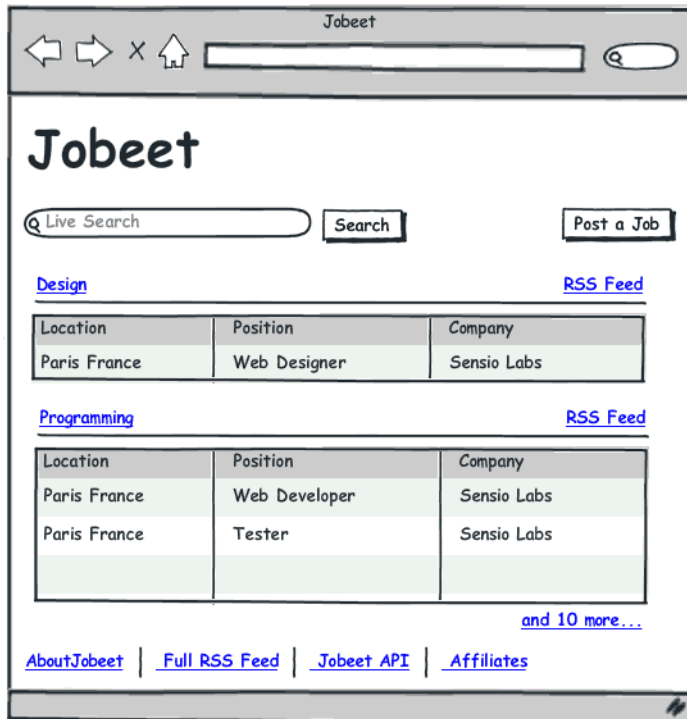 Jobeet
Jobeet
Live Search Search Post a Job
Design RSS Feed
Location Position Company
Paris France Web Designer Sensio Labs
Programming RSS Feed
Location Position Company
Paris France Web Developer Sensio Labs
Paris France Tester Sensio Labs
and 10 more...
AboutJobeet Full RSS Feed Jobeet API Affiliates